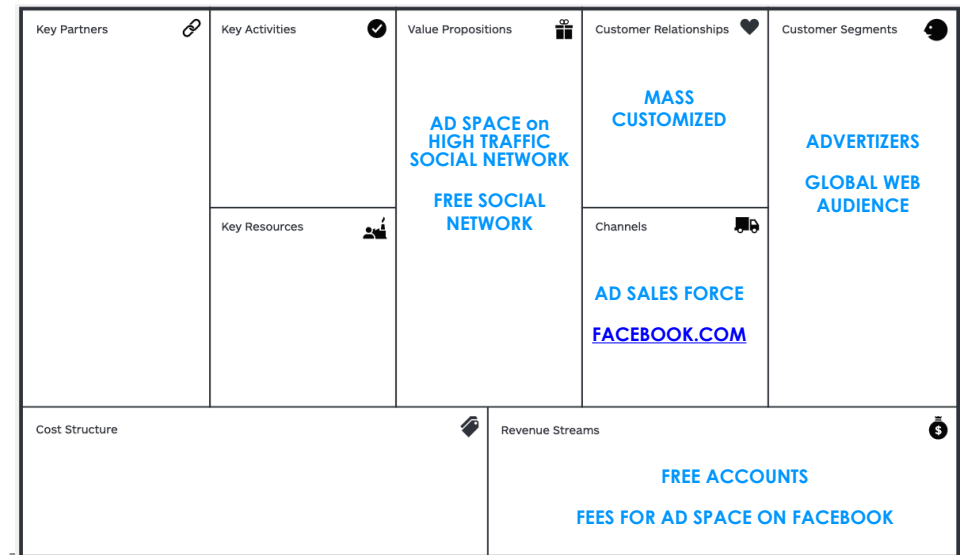 Key Partners
Key Activities
Value Propositions
AD SPACE on
HIGH TRAFFIC
SOCIAL NETWORK
FREE SOCIAL
NETWORK
Customer Relationships
MASS
CUSTOMIZED
Customer Segments
ADVERTIZERS
GLOBAL WEB
AUDIENCE
Key Resources
Channels
AD SALES FORCE
FACEBOOK.COM
Cost Structure
Revenue Streams
$
FREE ACCOUNTS
FEES FOR AD SPACE ON FACEBOOK